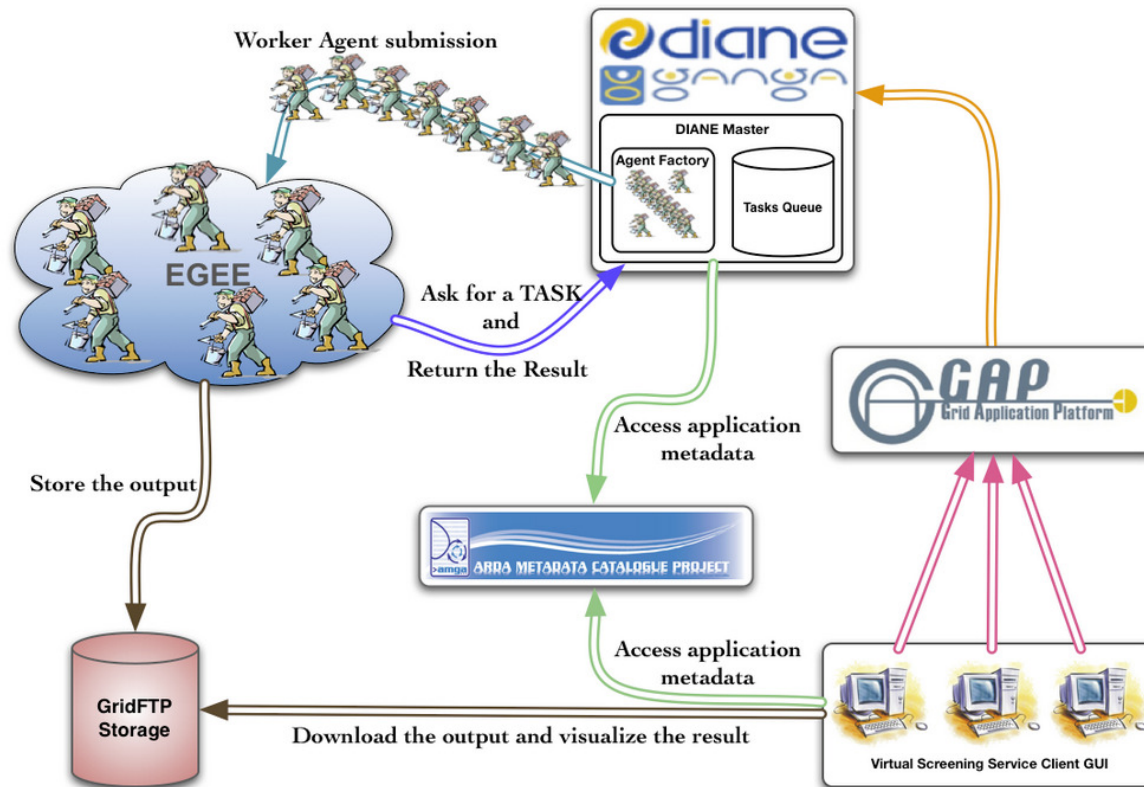 Worker Agent submission
diane
ganga
DIANE Master
Agent Factory
Tasks Queue
EGEE
Ask for a TASK
and
Return the Result
GAP
Grid Application Platform
Access application
metadata
Store the output
>amga
ARDA METADATA CATALOGUE PROJECT
Access application
metadata
GridFTP
Storage
Download the output and visualize the result
Virtual Screening Service Client GUI